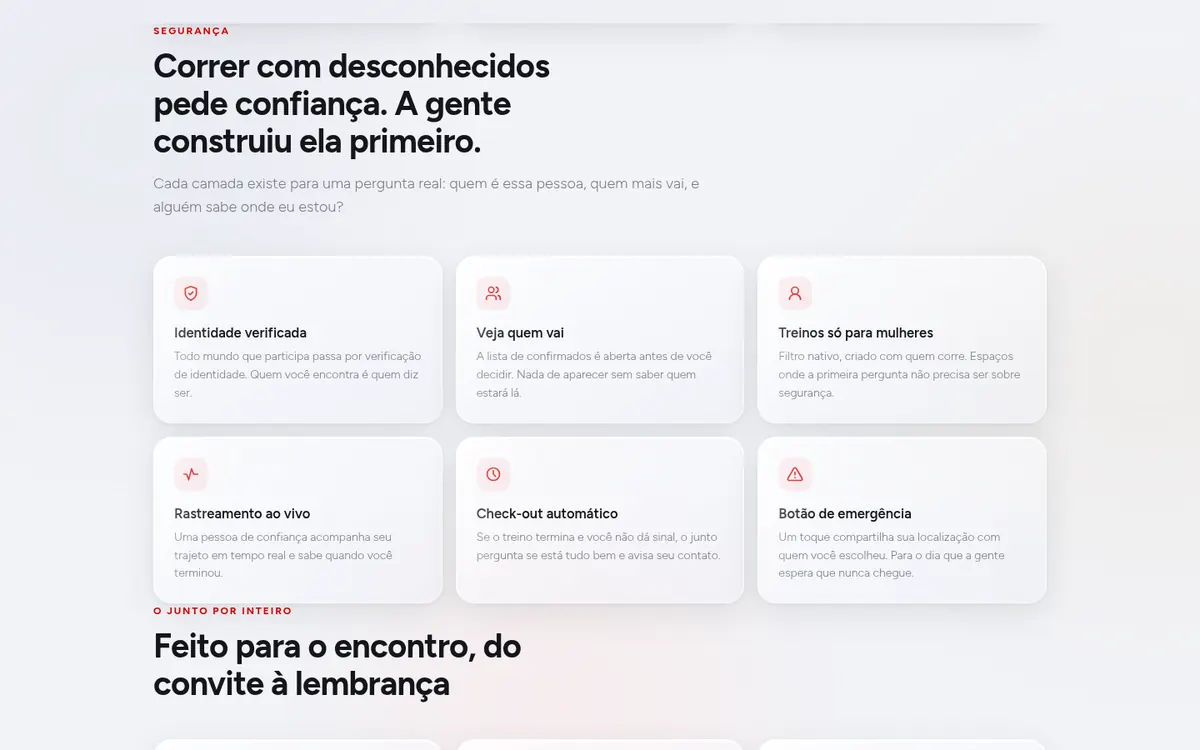 SEGURANÇA
Correr com desconhecidos
pede confiança. A gente
construiu ela primeiro.
Cada camada existe para uma pergunta real: quem é essa pessoa, quem mais vai, e
alguém sabe onde eu estou?
Identidade verificada
Todo mundo que participa passa por verificação
de identidade. Quem você encontra é quem diz
ser.
Veja quem vai
A lista de confirmados é aberta antes de você
decidir. Nada de aparecer sem saber quem
estará lá.
Treinos só para mulheres
Filtro nativo, criado com quem corre. Espaços
onde a primeira pergunta não precisa ser sobre
segurança.
Rastreamento ao vivo
Uma pessoa de confiança acompanha seu
trajeto em tempo real e sabe quando você
terminou.
Check-out automático
Se o treino termina e você não dá sinal, o junto
pergunta se está tudo bem e avisa seu contato.
Botão de emergência
Um toque compartilha sua localização com
quem você escolheu. Para o dia que a gente
espera que nunca chegue.
O JUNTO POR INTEIRO
Feito para o encontro, do
convite à lembrança